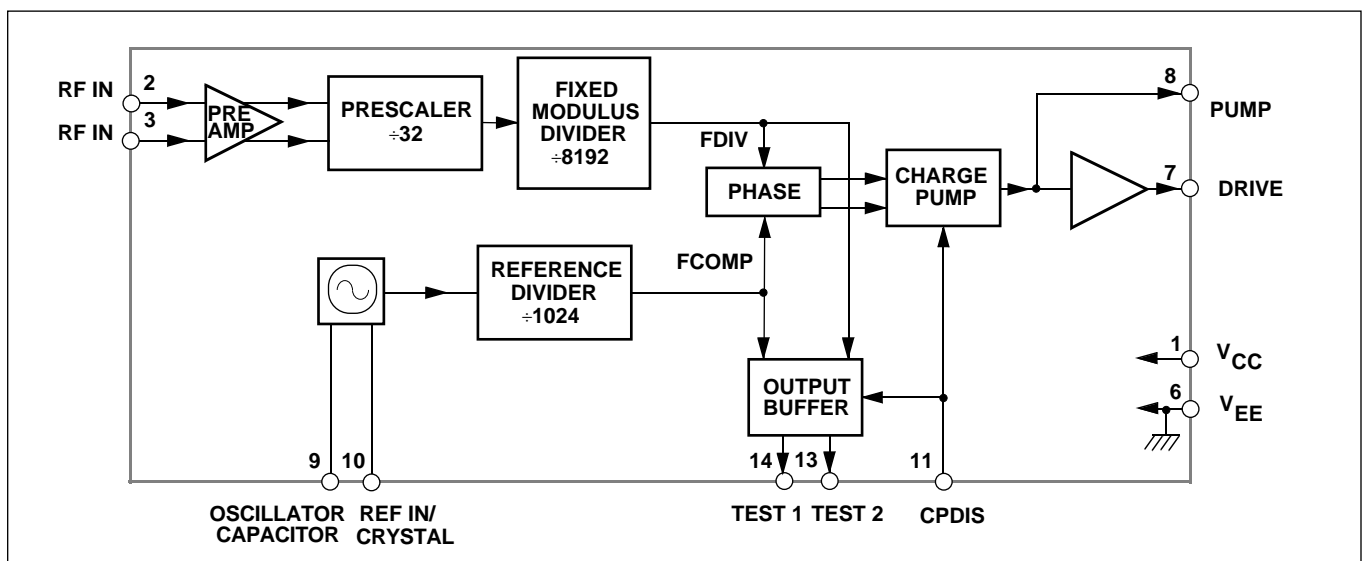 RF IN
2
RF IN
3
PRE
AMP
PRESCALER
÷32
FIXED
MODULUS
DIVIDER
÷8192
FDIV
PHASE
CHARGE
PUMP
8
PUMP
7
DRIVE
FCOMP
REFERENCE
DIVIDER
÷1024
1
VCC
6
VEE
OUTPUT
BUFFER
9
10
14
13
11
OSCILLATOR
CAPACITOR
REF IN/
CRYSTAL
TEST 1
TEST 2
CPDIS